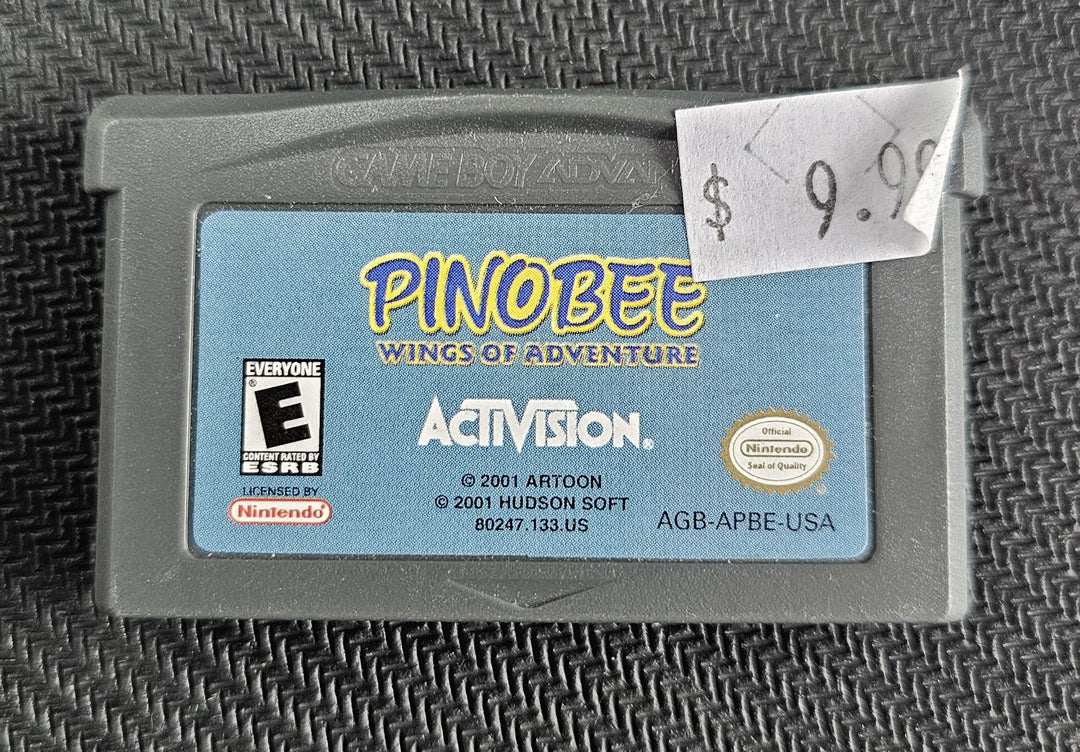 GAME BOY ADVAN
$ 9.99
PINOBEE
WINGS OF ADVENTURE
EVERYONE
E
®
CONTENT RATED BY
ESRB
ACTIVISION®
Official
Nintendo
Seal of Quality
®
LICENSED BY
Nintendo®
© 2001 ARTOON
© 2001 HUDSON SOFT
80247.133.US
AGB-APBE-USA